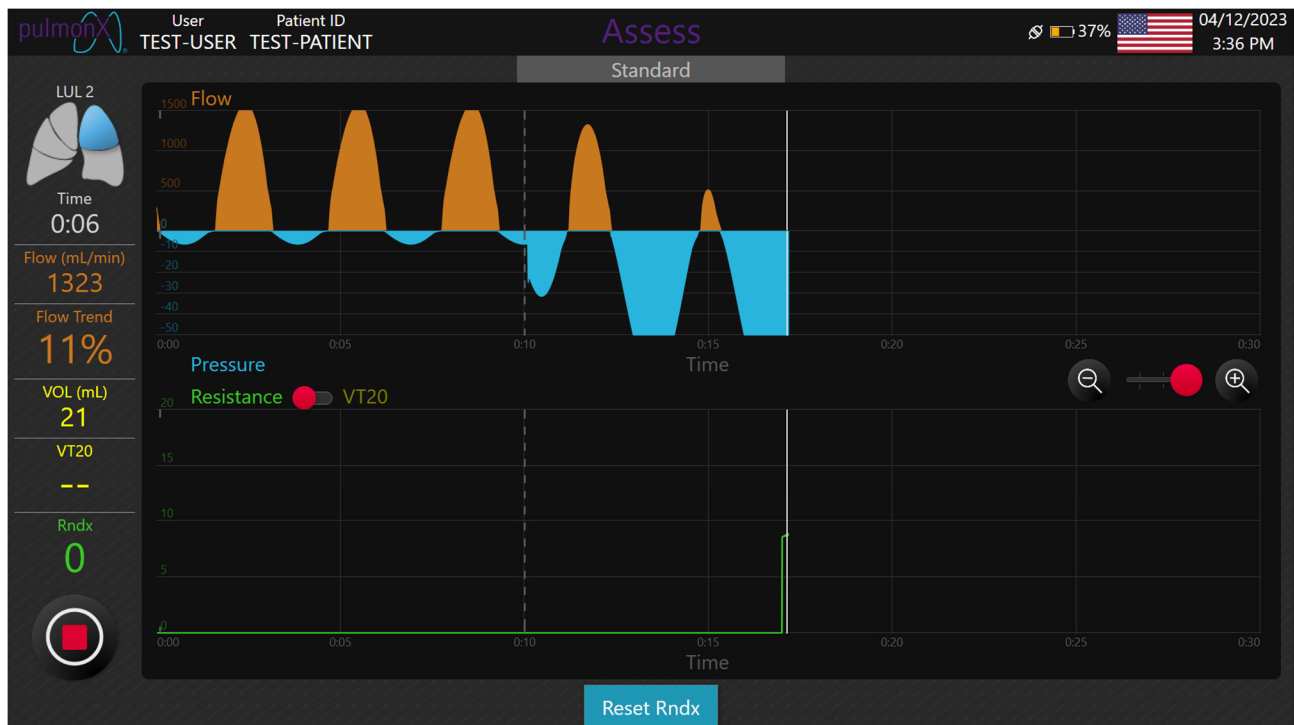 pulmonX
User
Patient ID
TEST-USER
TEST-PATIENT
Assess
37%
04/12/2023
3:36 PM
Standard
LUL 2
Time
0:06
Flow (mL/min)
1323
Flow Trend
11%
VOL (mL)
21
VT20
--
Rndx
0
Flow
1500
1000
500
0
-10
-20
-30
-40
-50
0:00
0:05
0:10
0:15
0:20
0:25
0:30
Time
Pressure
Resistance
VT20
20
15
10
5
0
0:00
0:05
0:10
0:15
0:20
0:25
0:30
Time
Reset Rndx